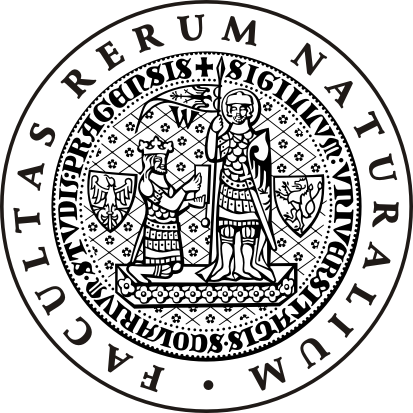 FACULTAS RERUM NATURALIUM •
+ SIGILLVM: VNIVERSITATIS: SCOLARIVM STVDII: PRAGENSIS
W